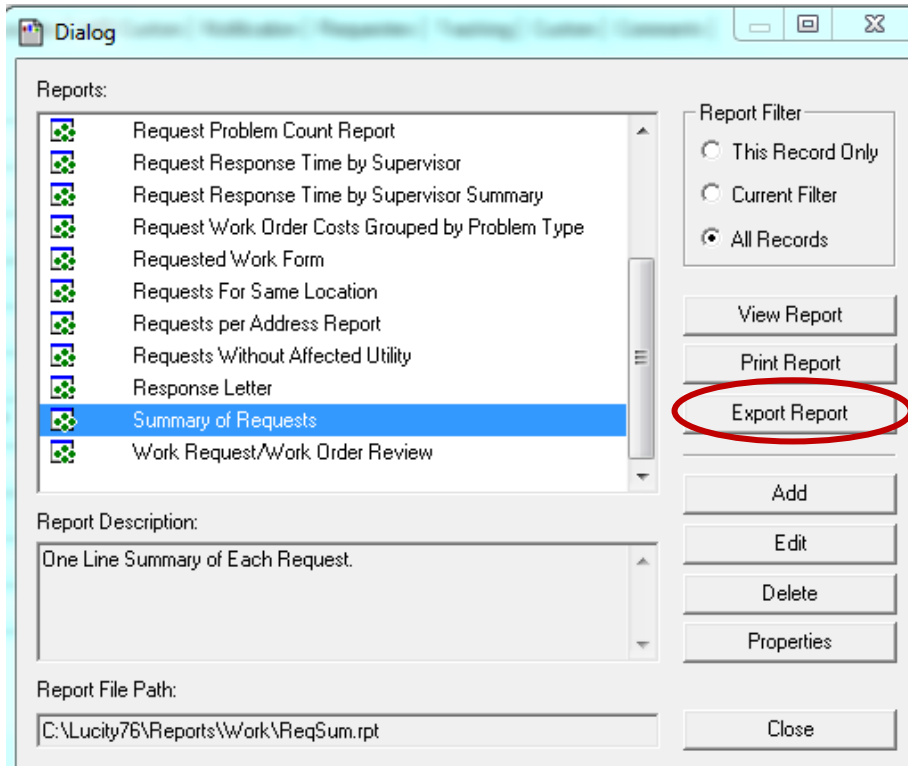 Dialog
Reports:
Request Problem Count Report
Request Response Time by Supervisor
Request Response Time by Supervisor Summary
Request Work Order Costs Grouped by Problem Type
Requested Work Form
Requests For Same Location
Requests per Address Report
Requests Without Affected Utility
Response Letter
Summary of Requests
Work Request/Work Order Review
Report Filter
This Record Only
Current Filter
All Records
View Report
Print Report
Export Report
Add
Edit
Delete
Properties
Close
Report Description:
One Line Summary of Each Request.
Report File Path:
C:\Lucity76\Reports\Work\ReqSum.rpt